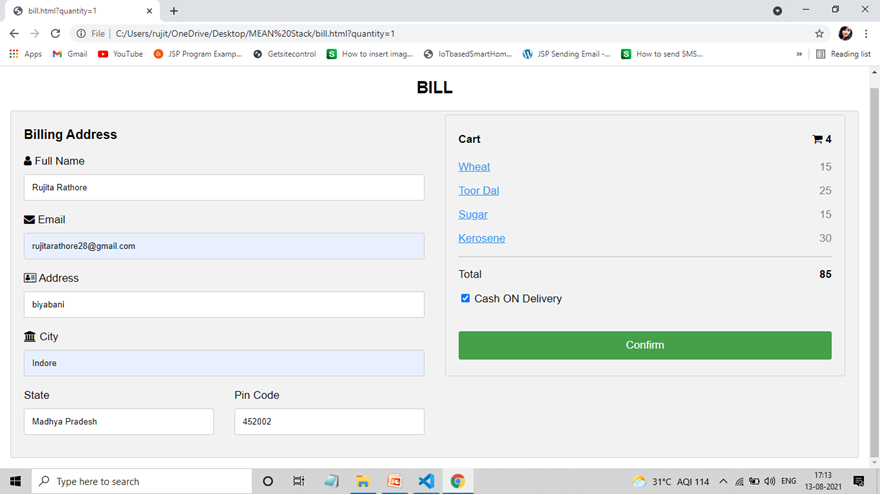 bill.html?quantity=1
File
C:/Users/rujit/OneDrive/Desktop/MEAN%20Stack/bill.html?quantity=1
Apps
Gmail
YouTube
JSP Program Examp...
Getsitecontrol
How to insert imag...
IoTbasedSmartHom...
JSP Sending Email -...
How to send SMS...
»
Reading list
BILL
Billing Address
Full Name
Rujita Rathore
Email
rujitarathore28@gmail.com
Address
biyabani
City
Indore
State Pin Code
Madhya Pradesh 452002
Cart 4
Wheat 15
Toor Dal 25
Sugar 15
Kerosene 30
Total 85
Cash ON Delivery
Confirm
Type here to search
31°C AQI 114
ENG
17:13
13-08-2021